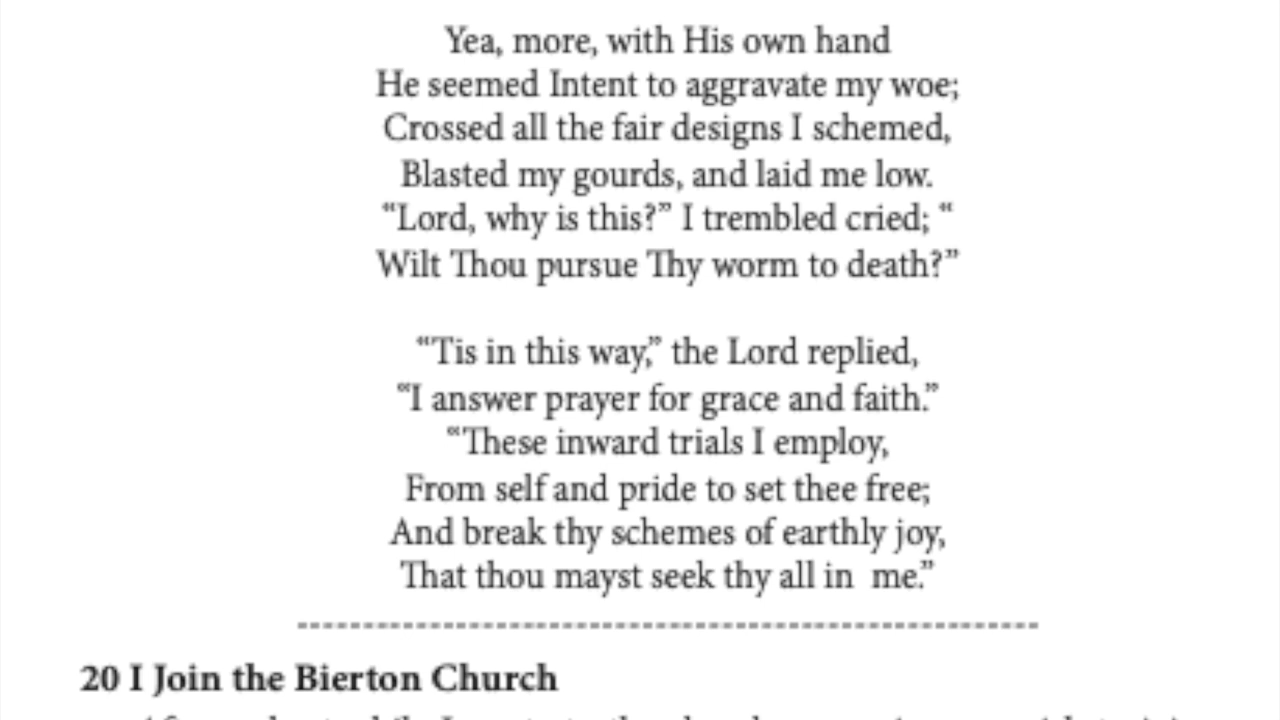 Yea, more, with His own hand
He seemed Intent to aggravate my woe;
Crossed all the fair designs I schemed,
Blasted my gourds, and laid me low.
“Lord, why is this?” I trembled cried; “
Wilt Thou pursue Thy worm to death?”
“Tis in this way,” the Lord replied,
“I answer prayer for grace and faith.”
“These inward trials I employ,
From self and pride to set thee free;
And break thy schemes of earthly joy,
That thou mayst seek thy all in  me.”
20 I Join the Bierton Church